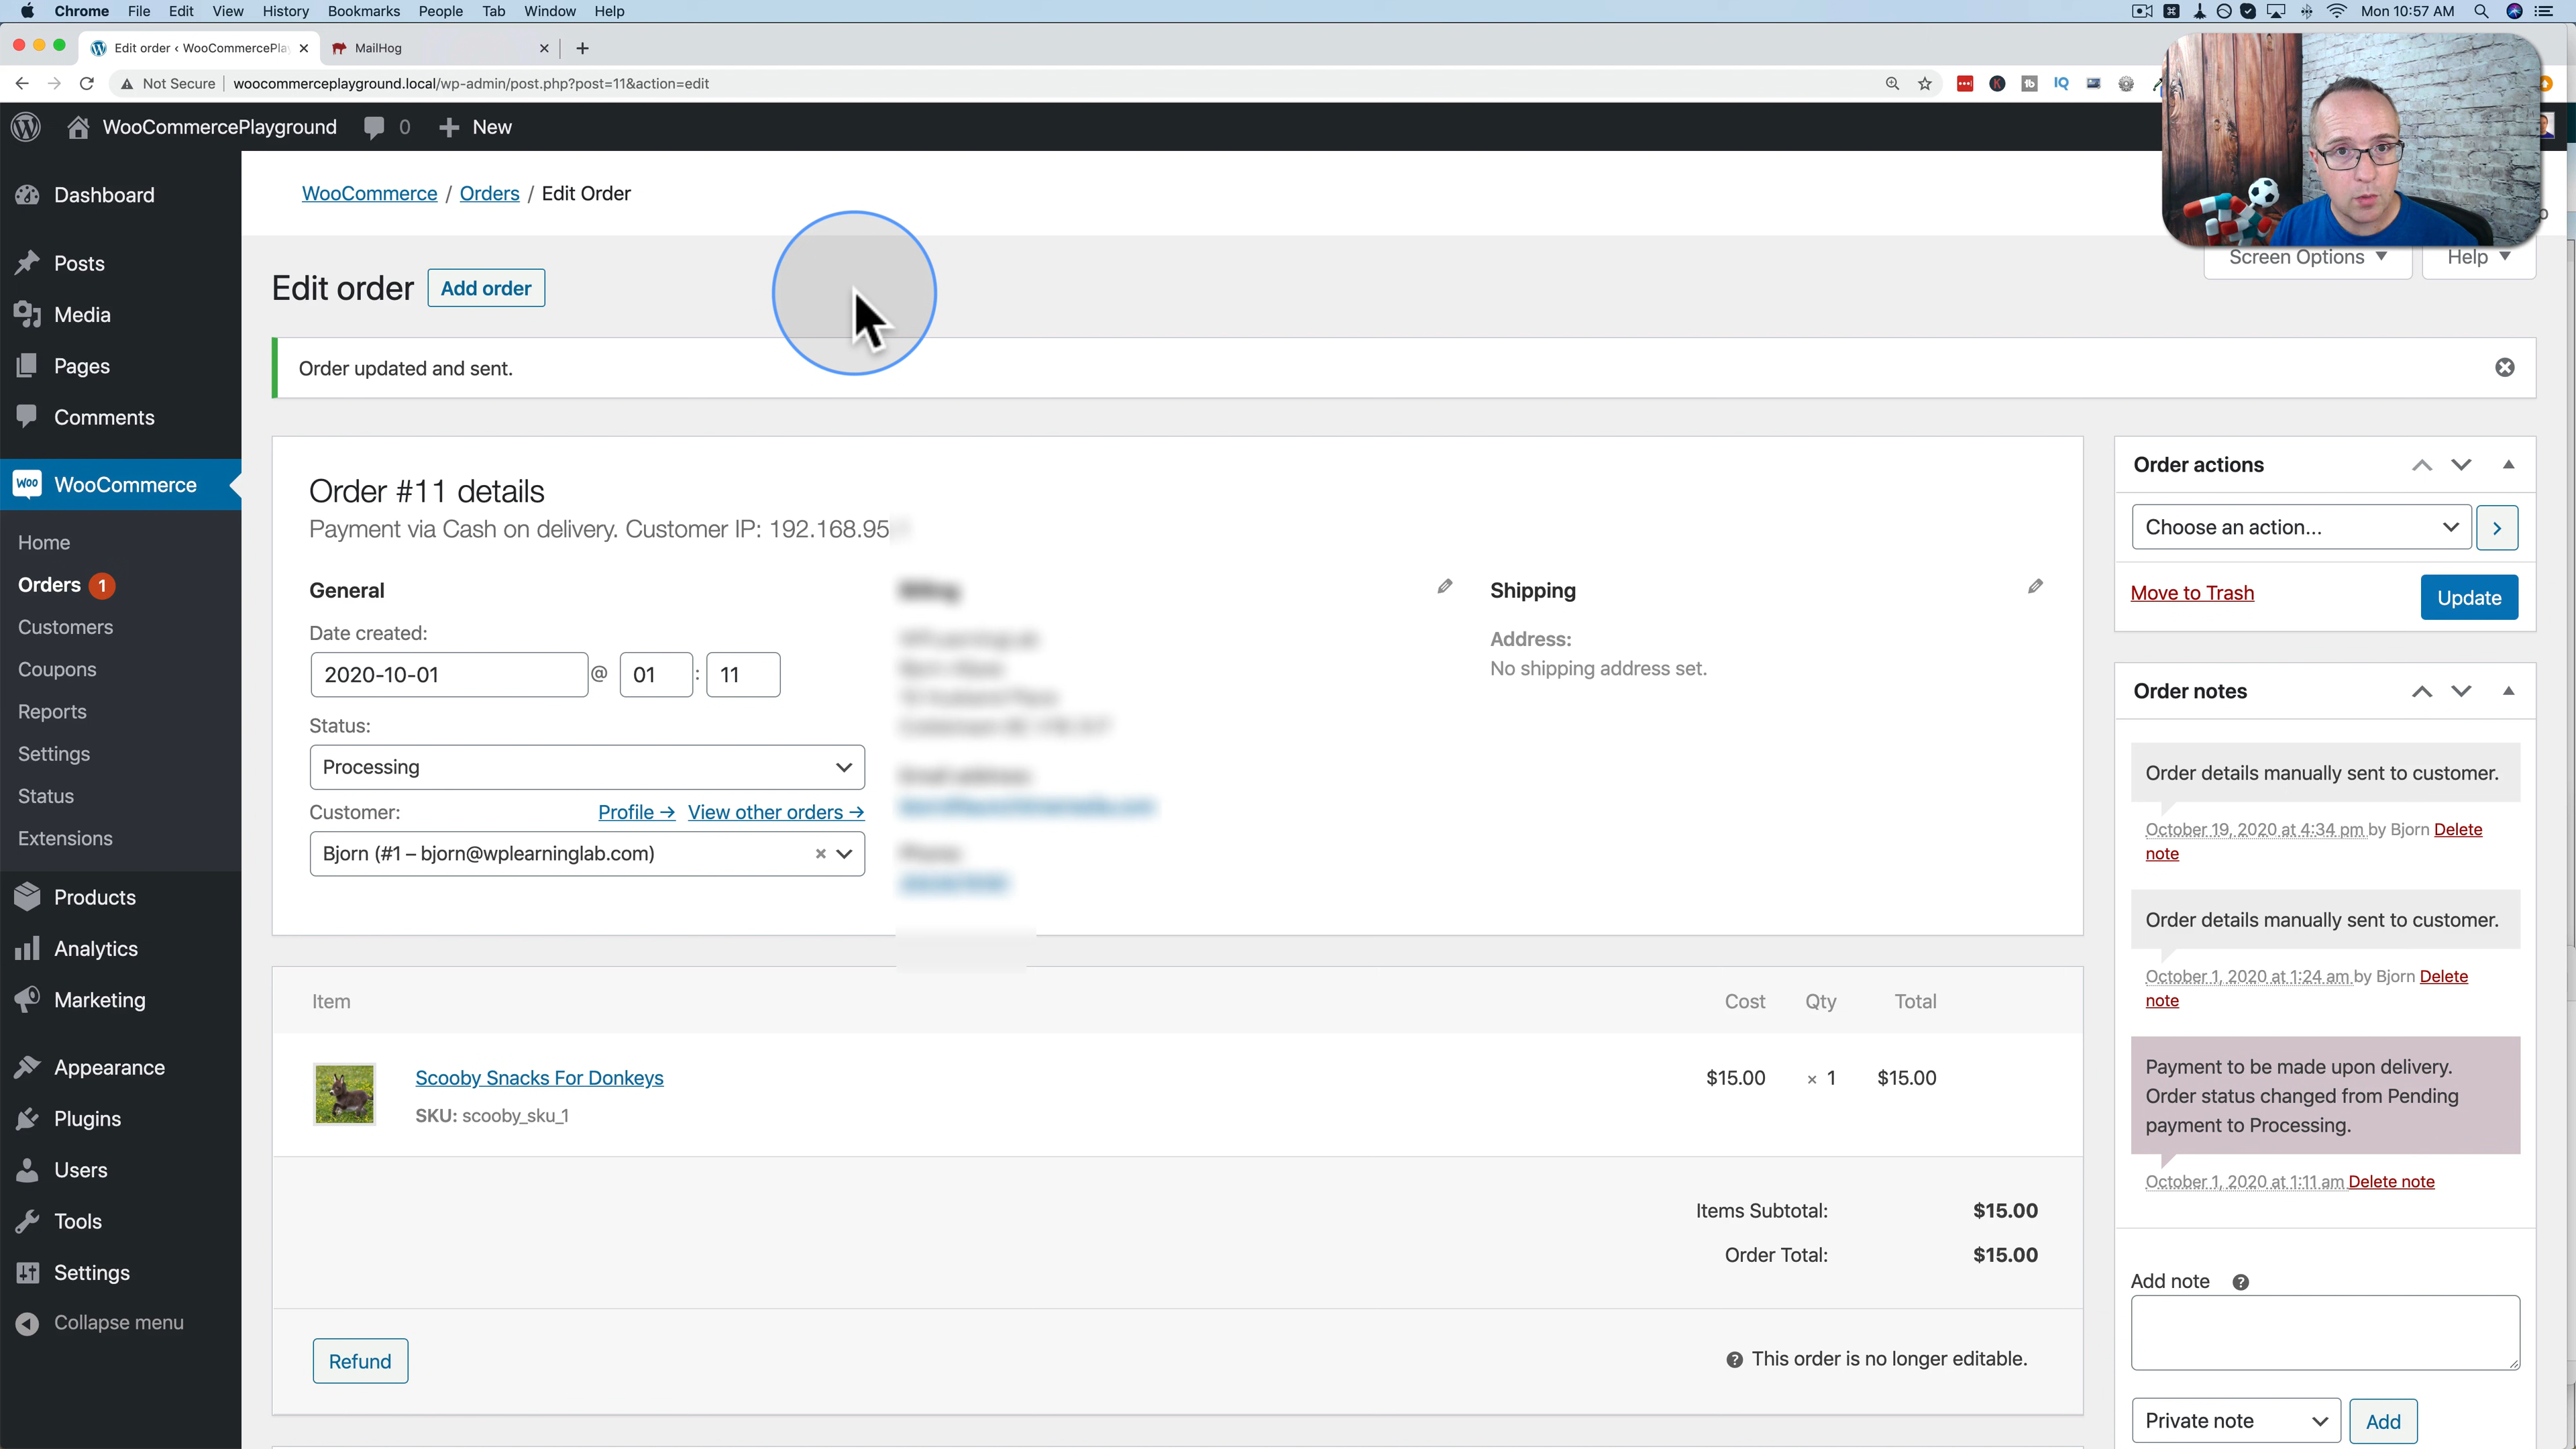 Chrome File Edit View History Bookmarks People Tab Window Help
Mon 10:57 AM
Edit order ‹ WooCommercePla
MailHog
Not Secure
woocommerceplayground.local/wp-admin/post.php?post=11&action=edit
WooCommercePlayground 0 New
Dashboard
Posts
Media
Pages
Comments
WooCommerce
Home
Orders 1
Customers
Coupons
Reports
Settings
Status
Extensions
Products
Analytics
Marketing
Appearance
Plugins
Users
Tools
Settings
Collapse menu
WooCommerce / Orders / Edit Order
Screen Options Help
Edit order
Add order
Order updated and sent.
Order #11 details
Payment via Cash on delivery. Customer IP: 192.168.95
General
Date created:
2020-10-01 @ 01 : 11
Status:
Processing
Customer:
Profile → View other orders →
Bjorn (#1 – bjorn@wplearninglab.com)
Shipping
Address:
No shipping address set.
Item Cost Qty Total
Scooby Snacks For Donkeys $15.00 × 1 $15.00
SKU: scooby_sku_1
Items Subtotal: $15.00
Order Total: $15.00
Refund
This order is no longer editable.
Order actions
Choose an action...
Move to Trash
Update
Order notes
Order details manually sent to customer.
October 19, 2020 at 4:34 pm by Bjorn Delete
note
Order details manually sent to customer.
October 1, 2020 at 1:24 am by Bjorn Delete
note
Payment to be made upon delivery.
Order status changed from Pending
payment to Processing.
October 1, 2020 at 1:11 am Delete note
Add note
Private note
Add